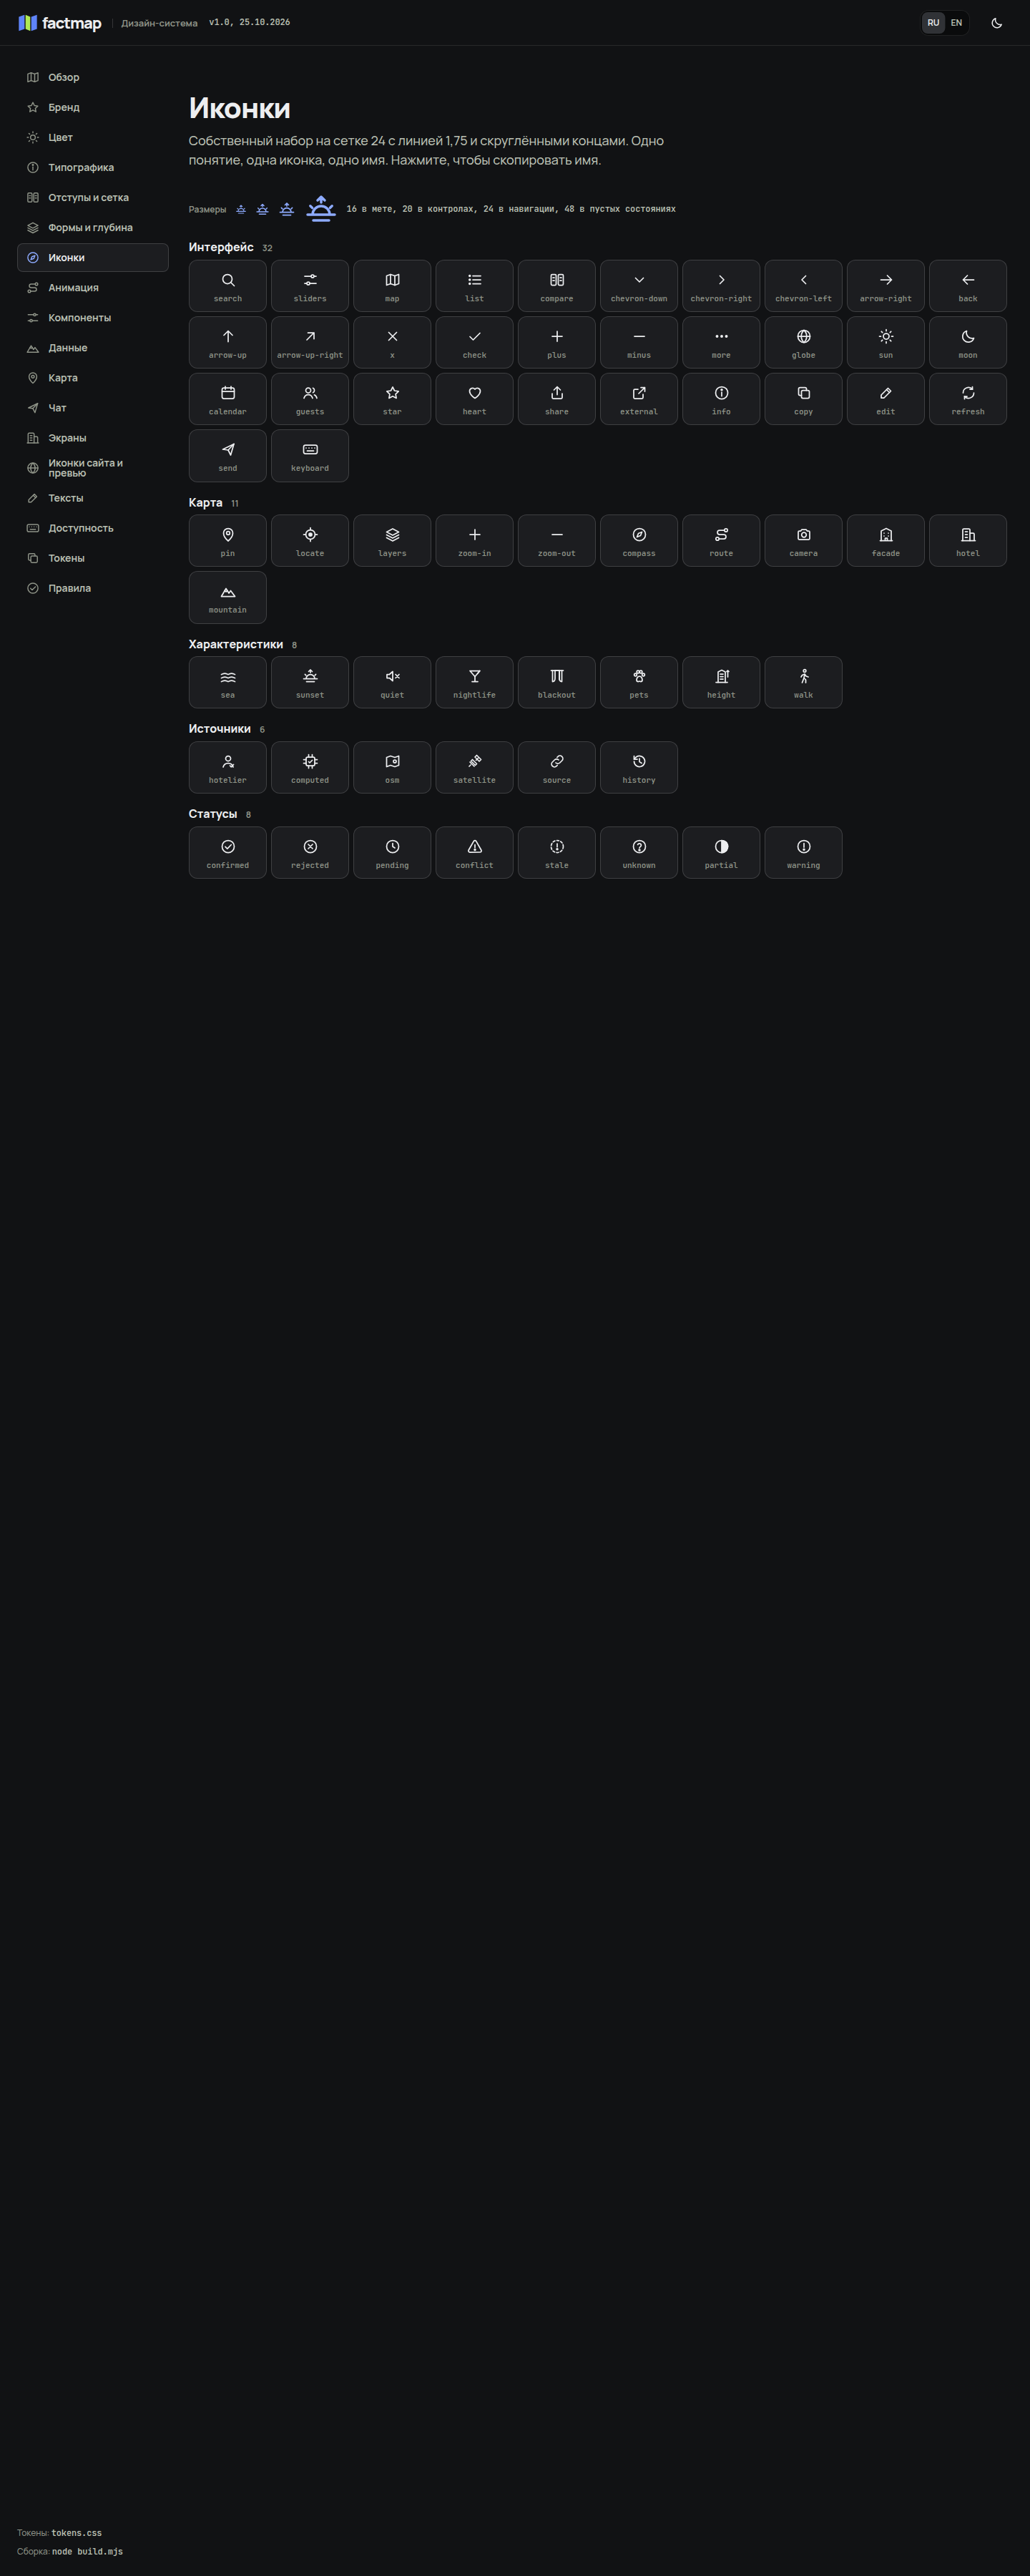 factmap
Дизайн-система
v1.0, 25.10.2026
RU
EN
Обзор
Бренд
Цвет
Типографика
Отступы и сетка
Формы и глубина
Иконки
Анимация
Компоненты
Данные
Карта
Чат
Экраны
Иконки сайта и
превью
Тексты
Доступность
Токены
Правила
Иконки
Собственный набор на сетке 24 с линией 1,75 и скруглёнными концами. Одно
понятие, одна иконка, одно имя. Нажмите, чтобы скопировать имя.
Размеры
16 в мете, 20 в контролах, 24 в навигации, 48 в пустых состояниях
Интерфейс 32
search
sliders
map
list
compare
chevron-down
chevron-right
chevron-left
arrow-right
back
arrow-up
arrow-up-right
x
check
plus
minus
more
globe
sun
moon
calendar
guests
star
heart
share
external
info
copy
edit
refresh
send
keyboard
Карта 11
pin
locate
layers
zoom-in
zoom-out
compass
route
camera
facade
hotel
mountain
Характеристики 8
sea
sunset
quiet
nightlife
blackout
pets
height
walk
Источники 6
hotelier
computed
osm
satellite
source
history
Статусы 8
confirmed
rejected
pending
conflict
stale
unknown
partial
warning
Токены: tokens.css
Сборка: node build.mjs